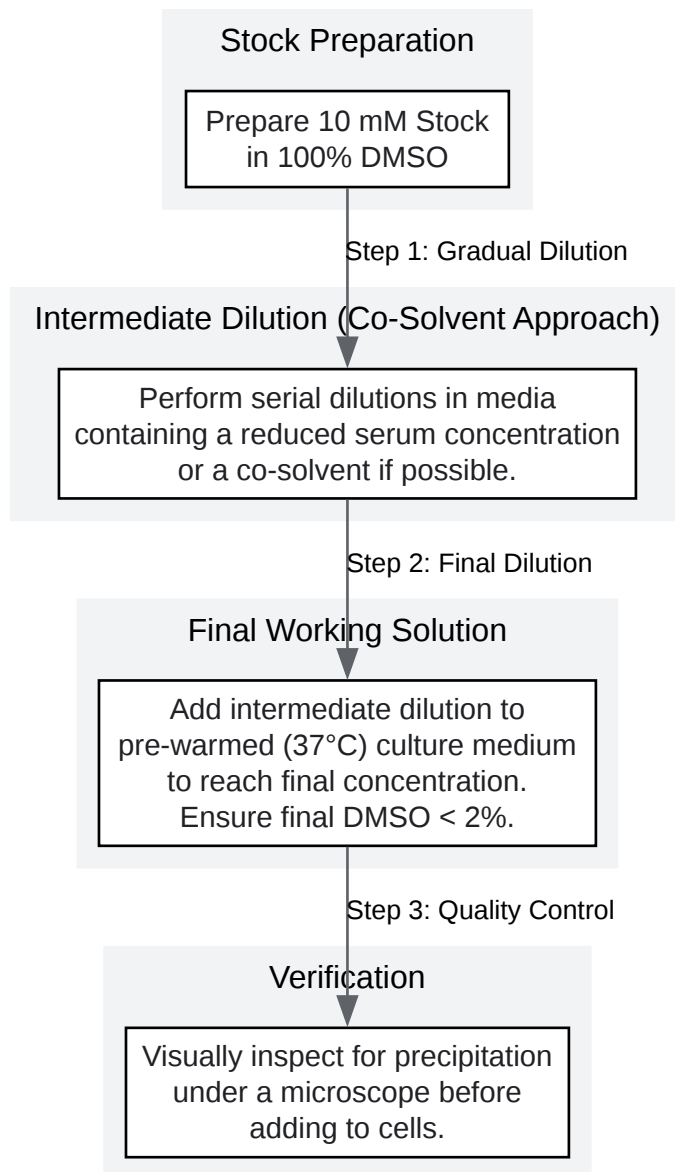 Stock Preparation
Prepare 10 mM Stock
in 100% DMSO
Step 1: Gradual Dilution
Intermediate Dilution (Co-Solvent Approach)
Perform serial dilutions in media
containing a reduced serum concentration
or a co-solvent if possible.
Step 2: Final Dilution
Final Working Solution
Add intermediate dilution to
pre-warmed (37°C) culture medium
to reach final concentration.
Ensure final DMSO < 2%.
Step 3: Quality Control
Verification
Visually inspect for precipitation
under a microscope before
adding to cells.